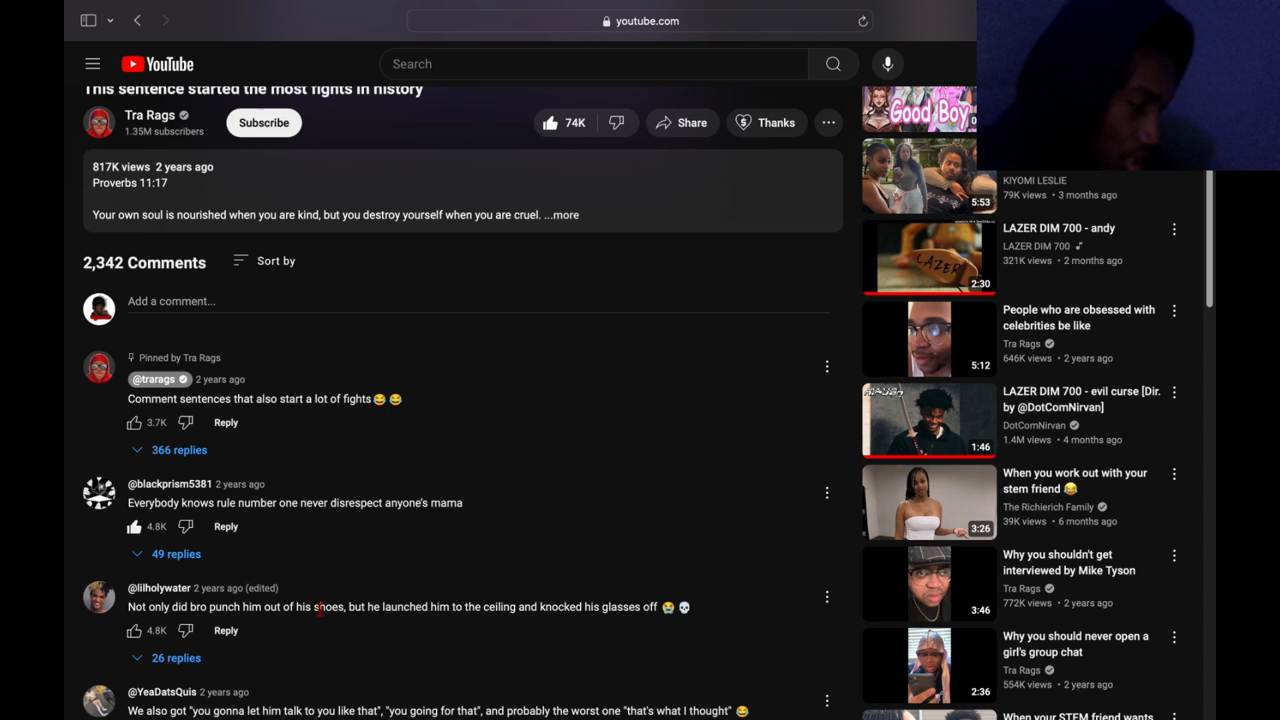 youtube.com
YouTube
Search
This sentence started the most fights in history
Tra Rags
1.35M subscribers
Subscribe
74K
Share
Thanks
817K views 2 years ago
Proverbs 11:17
Your own soul is nourished when you are kind, but you destroy yourself when you are cruel. ...more
2,342 Comments
Sort by
Add a comment...
Pinned by Tra Rags
@trarags 2 years ago
Comment sentences that also start a lot of fights😂 😂
3.7K
Reply
366 replies
@blackprism5381 2 years ago
Everybody knows rule number one never disrespect anyone's mama
4.8K
Reply
49 replies
@lilholywater 2 years ago (edited)
Not only did bro punch him out of his shoes, but he launched him to the ceiling and knocked his glasses off 😭 💀
4.8K
Reply
26 replies
@YeaDatsQuis 2 years ago
We also got "you gonna let him talk to you like that", "you going for that", and probably the worst one "that's what I thought" 😂
Good Boy
KIYOMI LESLIE
79K views • 3 months ago
5:53
LAZER DIM 700 - andy
LAZER DIM 700
321K views • 2 months ago
LAZER
2:30
People who are obsessed with
celebrities be like
Tra Rags
646K views • 2 years ago
5:12
LAZER DIM 700 - evil curse [Dir.
by @DotComNirvan]
DotComNirvan
1.4M views • 4 months ago
1:46
When you work out with your
stem friend 😂
The Richierich Family
39K views • 6 months ago
3:26
Why you shouldn't get
interviewed by Mike Tyson
Tra Rags
772K views • 2 years ago
3:46
Why you should never open a
girl's group chat
Tra Rags
554K views • 2 years ago
2:36
When your STEM friend wants